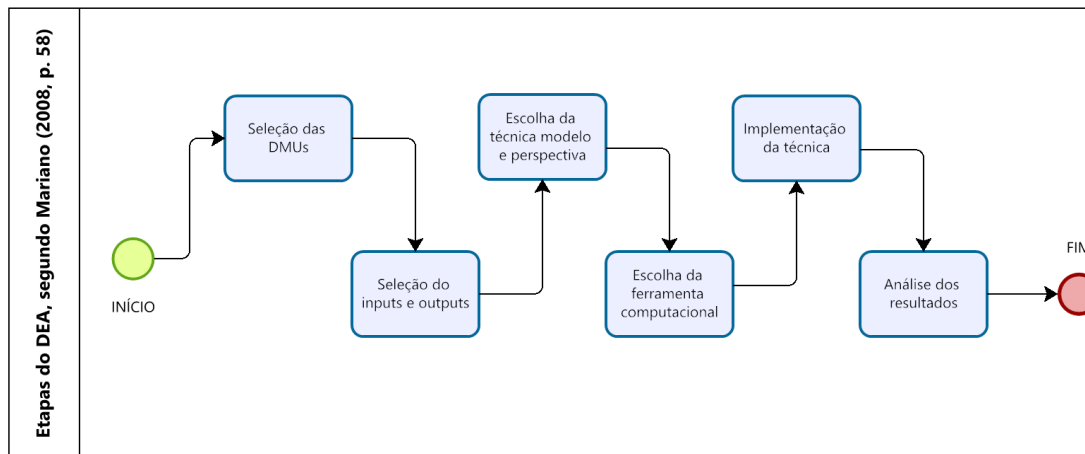 Etapas do DEA, segundo Mariano (2008, p. 58)
INÍCIO
Seleção das
DMUs
Seleção do
inputs e outputs
Escolha da
técnica modelo
e perspectiva
Escolha da
ferramenta
computacional
Implementação
da técnica
Análise dos
resultados
FIM